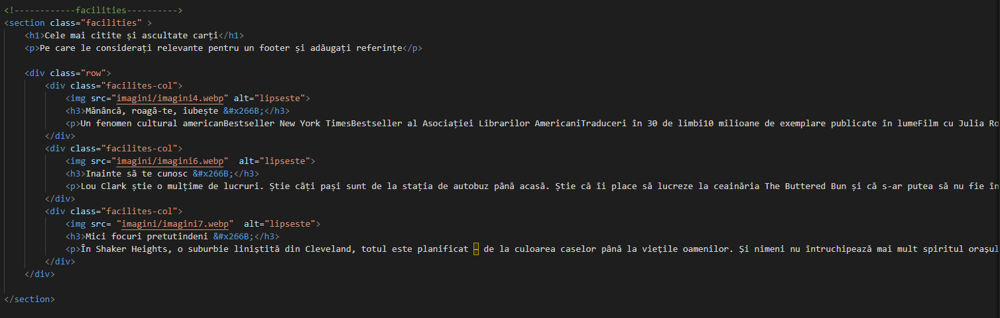 <!------------facilities---------->
<section class="facilities" >
<h1>Cele mai citite și ascultate carți</h1>
<p>Pe care le considerați relevante pentru un footer și adăugați referințe</p>
<div class="row">
<div class="facilites-col">
<img src="imagini/imagini4.webp" alt="lipseste">
<h3>Mănâncă, roagă-te, iubește &#x266B;</h3>
<p>Un fenomen cultural americanBestseller New York TimesBestseller al Asociației Librarilor AmericaniTraduceri în 30 de limbi10 milioane de exemplare publicate în lumeFilm cu Julia Ro
</div>
<div class="facilites-col">
<img src="imagini/imagini6.webp"  alt="lipseste">
<h3>Inainte să te cunosc &#x266B;</h3>
<p>Lou Clark știe o mulțime de lucruri. Știe câți pași sunt de la stația de autobuz până acasă. Știe că îi place să lucreze la ceainăria The Buttered Bun și că s-ar putea să nu fie în
</div>
<div class="facilites-col">
<img src= "imagini/imagini7.webp"  alt="lipseste">
<h3>Mici focuri pretutindeni &#x266B;</h3>
<p>În Shaker Heights, o suburbie liniștită din Cleveland, totul este planificat – de la culoarea caselor până la viețile oamenilor. Și nimeni nu întruchipează mai mult spiritul orașul
</div>
</div>
</section>